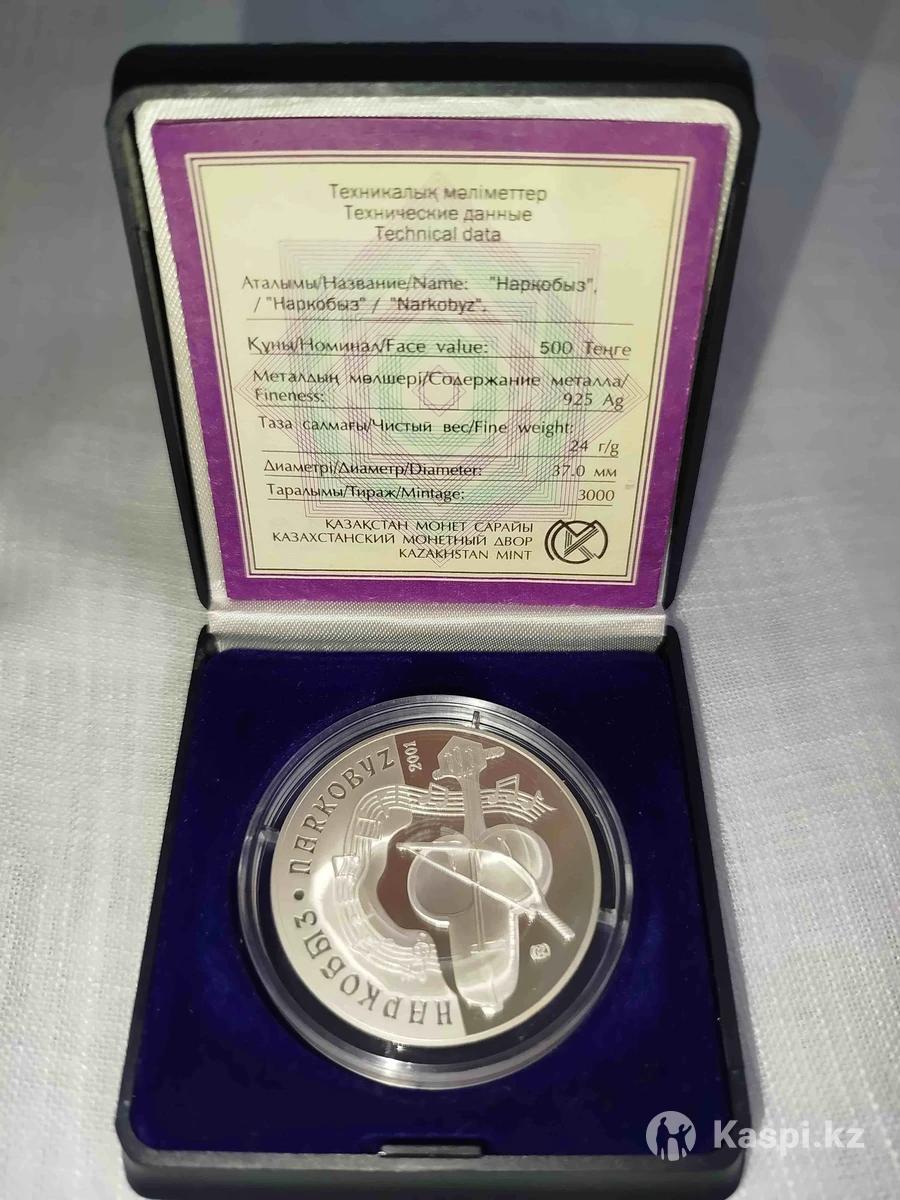 Техникалық мәліметтер
Технические данные
Technical data
Аталымы/Название/Name: "Нарқобыз",
/ "Наркобыз" / "Narkobyz".
Құны/Номинал/Face value: 500 Теңге
Металдың мөлшері/Содержание металла/
Fineness: 925 Ag
Таза салмағы/Чистый вес/Fine weight:
24 г/g
Диаметрі/Диаметр/Diameter: 37.0 мм
Таралымы/Тираж/Mintage: 3000
ҚАЗАҚСТАН МОНЕТ САРАЙЫ
КАЗАХСТАНСКИЙ МОНЕТНЫЙ ДВОР
KAZAKHSTAN MINT
НАРКОБЫЗ • NARKOBYZ
2001
Kaspi.kz